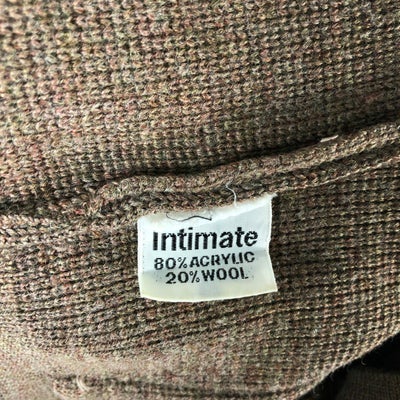 Intimate
80% ACRYLIC
20% WOOL